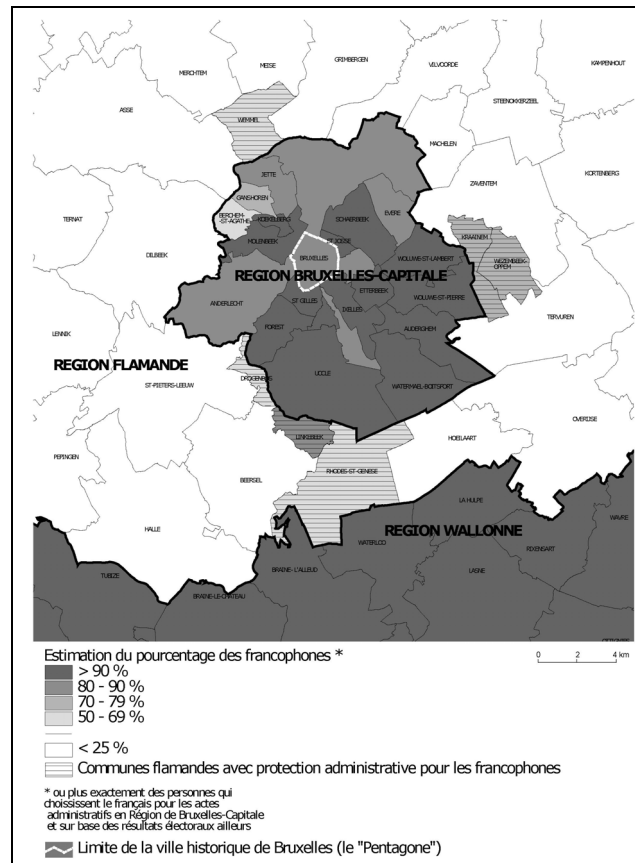 MEISE
GRIMBERGEN
VILVOORDE
KAMPENHOUT
MERCHTEM
STEENOKKERZEEL
ASSE
WEMMEL
MACHELEN
KORTENBERG
JETTE
ZAVENTEM
GANSHOREN
TERNAT
BERCHEM-
ST-AGATHE
KOEKELBERG
SCHAERBEEK
EVERE
KRAAINEM
MOLENBEEK
ST-JOSSE
DILBEEK
BRUXELLES
WOLUWE-ST-LAMBERT
WEZEMBEEK-
OPPEM
REGION BRUXELLES-CAPITALE
ETTERBEEK
WOLUWE-ST-PIERRE
ANDERLECHT
ST-GILLES
IXELLES
TERVUREN
LENNIK
FOREST
AUDERGHEM
REGION FLAMANDE
UCCLE
DROGENBOS
ST-PIETERS-LEEUW
WATERMAEL-BOITSFORT
OVERIJSE
LINKEBEEK
HOEILAART
PEPINGEN
RHODES-ST-GENESE
BEERSEL
LA-HULPE
HALLE
REGION WALLONNE
WAVRE
WATERLOO
RIXENSART
BRAINE-L'ALLEUD
LASNE
TUBIZE
BRAINE-LE-CHATEAU
Estimation du pourcentage des francophones *
> 90 %
80 - 90 %
70 - 79 %
50 - 69 %
< 25 %
0 2 4 km
Communes flamandes avec protection administrative pour les francophones
* ou plus exactement des personnes qui
choississent le français pour les actes
administratifs en Région de Bruxelles-Capitale
et sur base des résultats électoraux ailleurs
Limite de la ville historique de Bruxelles (le "Pentagone")